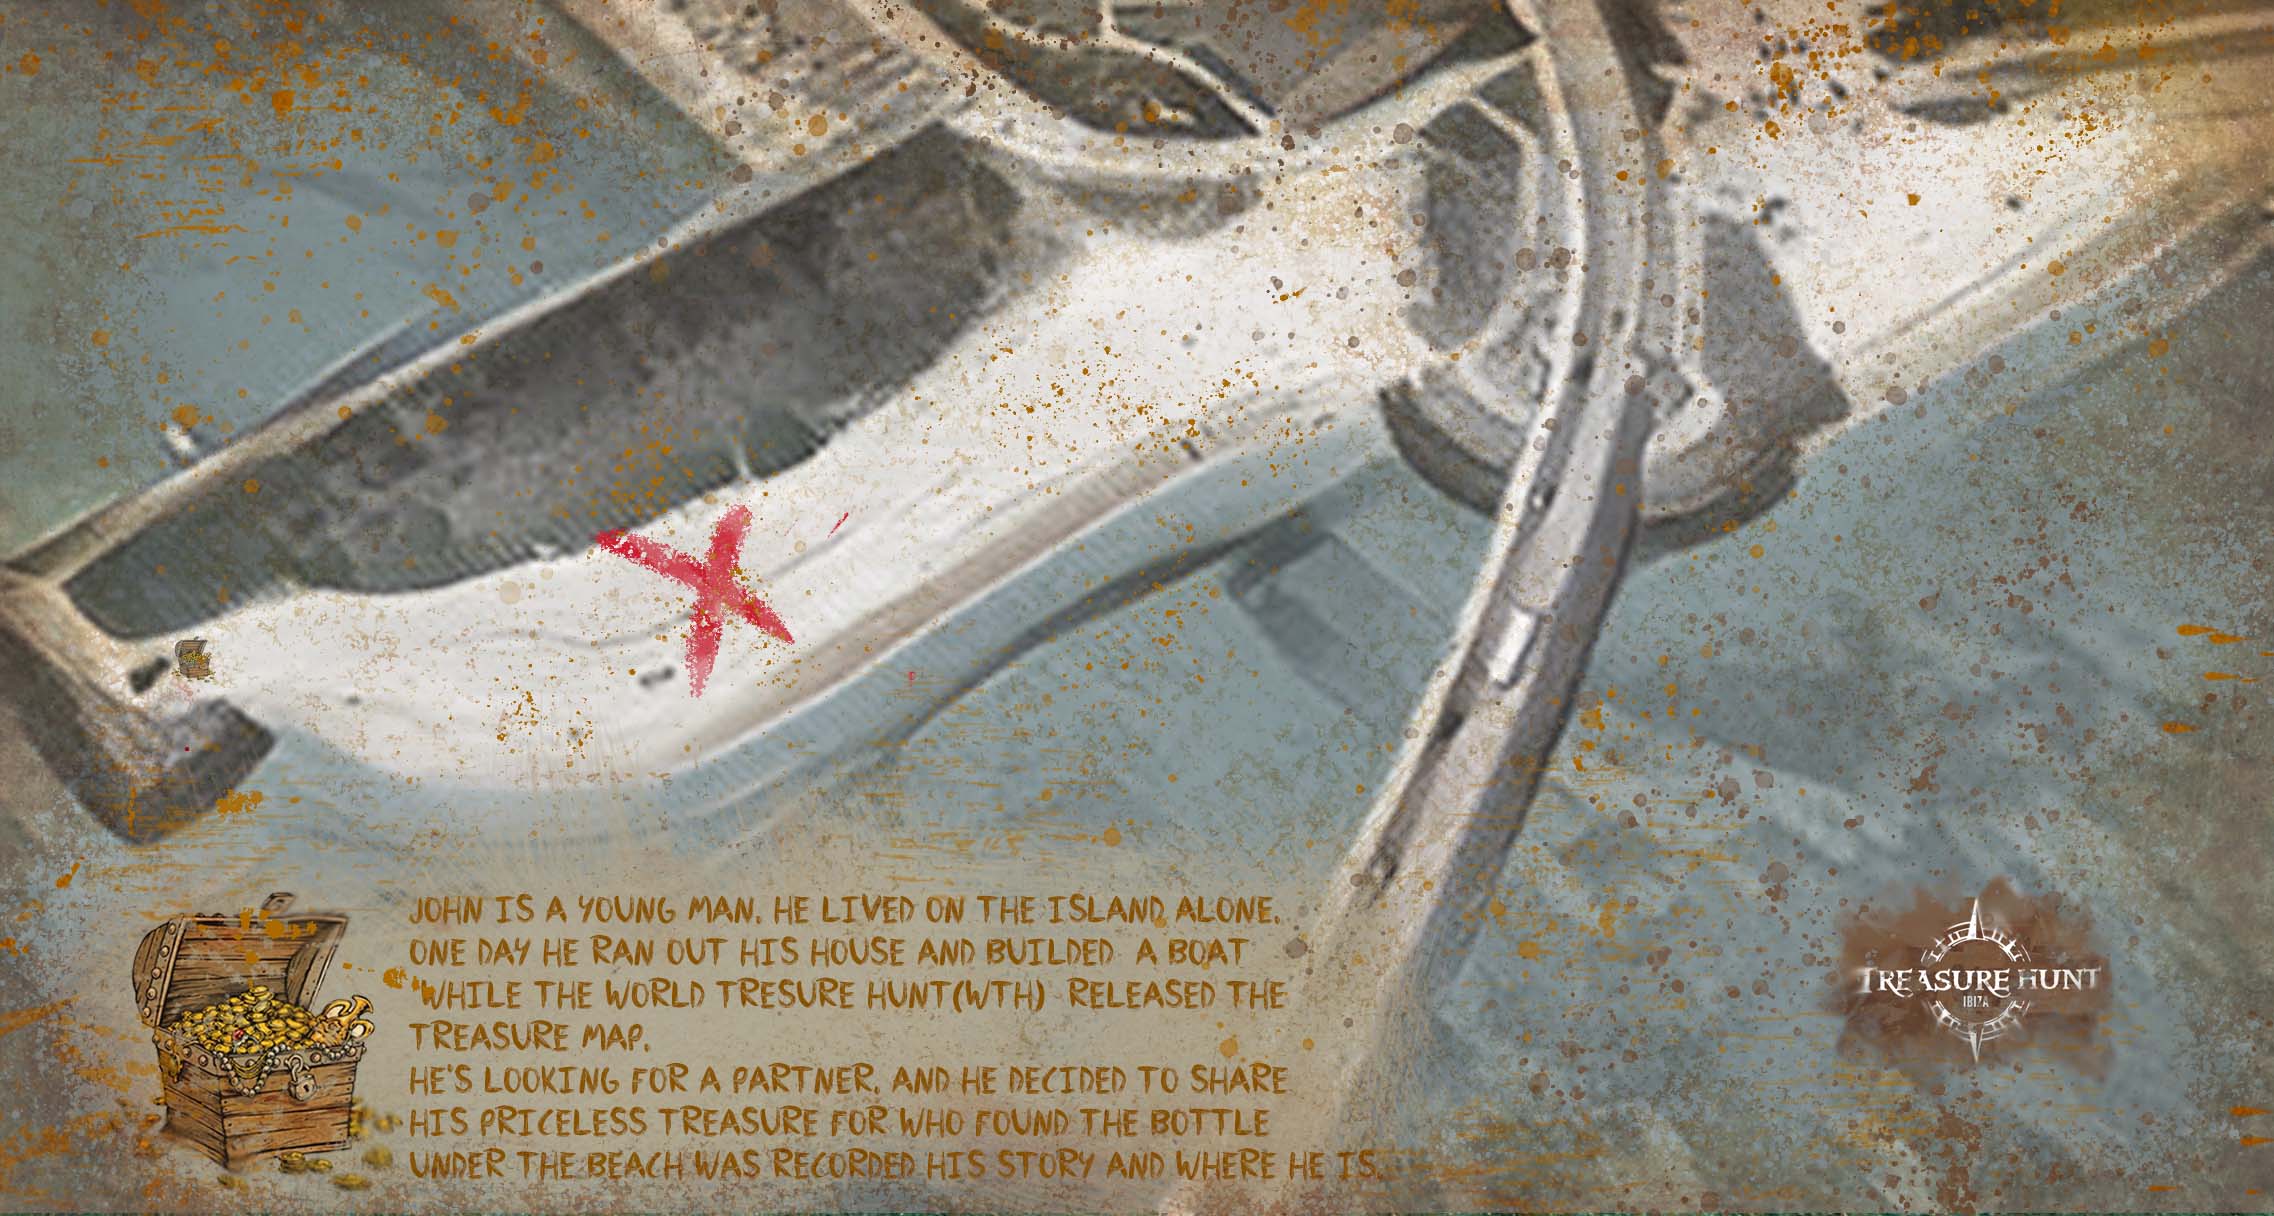 JOHN IS A YOUNG MAN. HE LIVED ON THE ISLAND ALONE.
ONE DAY HE RAN OUT HIS HOUSE AND BUILDED A BOAT
WHILE THE WORLD TRESURE HUNT(WTH) RELEASED THE
TREASURE MAP.
HE'S LOOKING FOR A PARTNER. AND HE DECIDED TO SHARE
HIS PRICELESS TREASURE FOR WHO FOUND THE BOTTLE
UNDER THE BEACH WAS RECORDED HIS STORY AND WHERE HE IS.
TREASURE HUNT
IBIZA